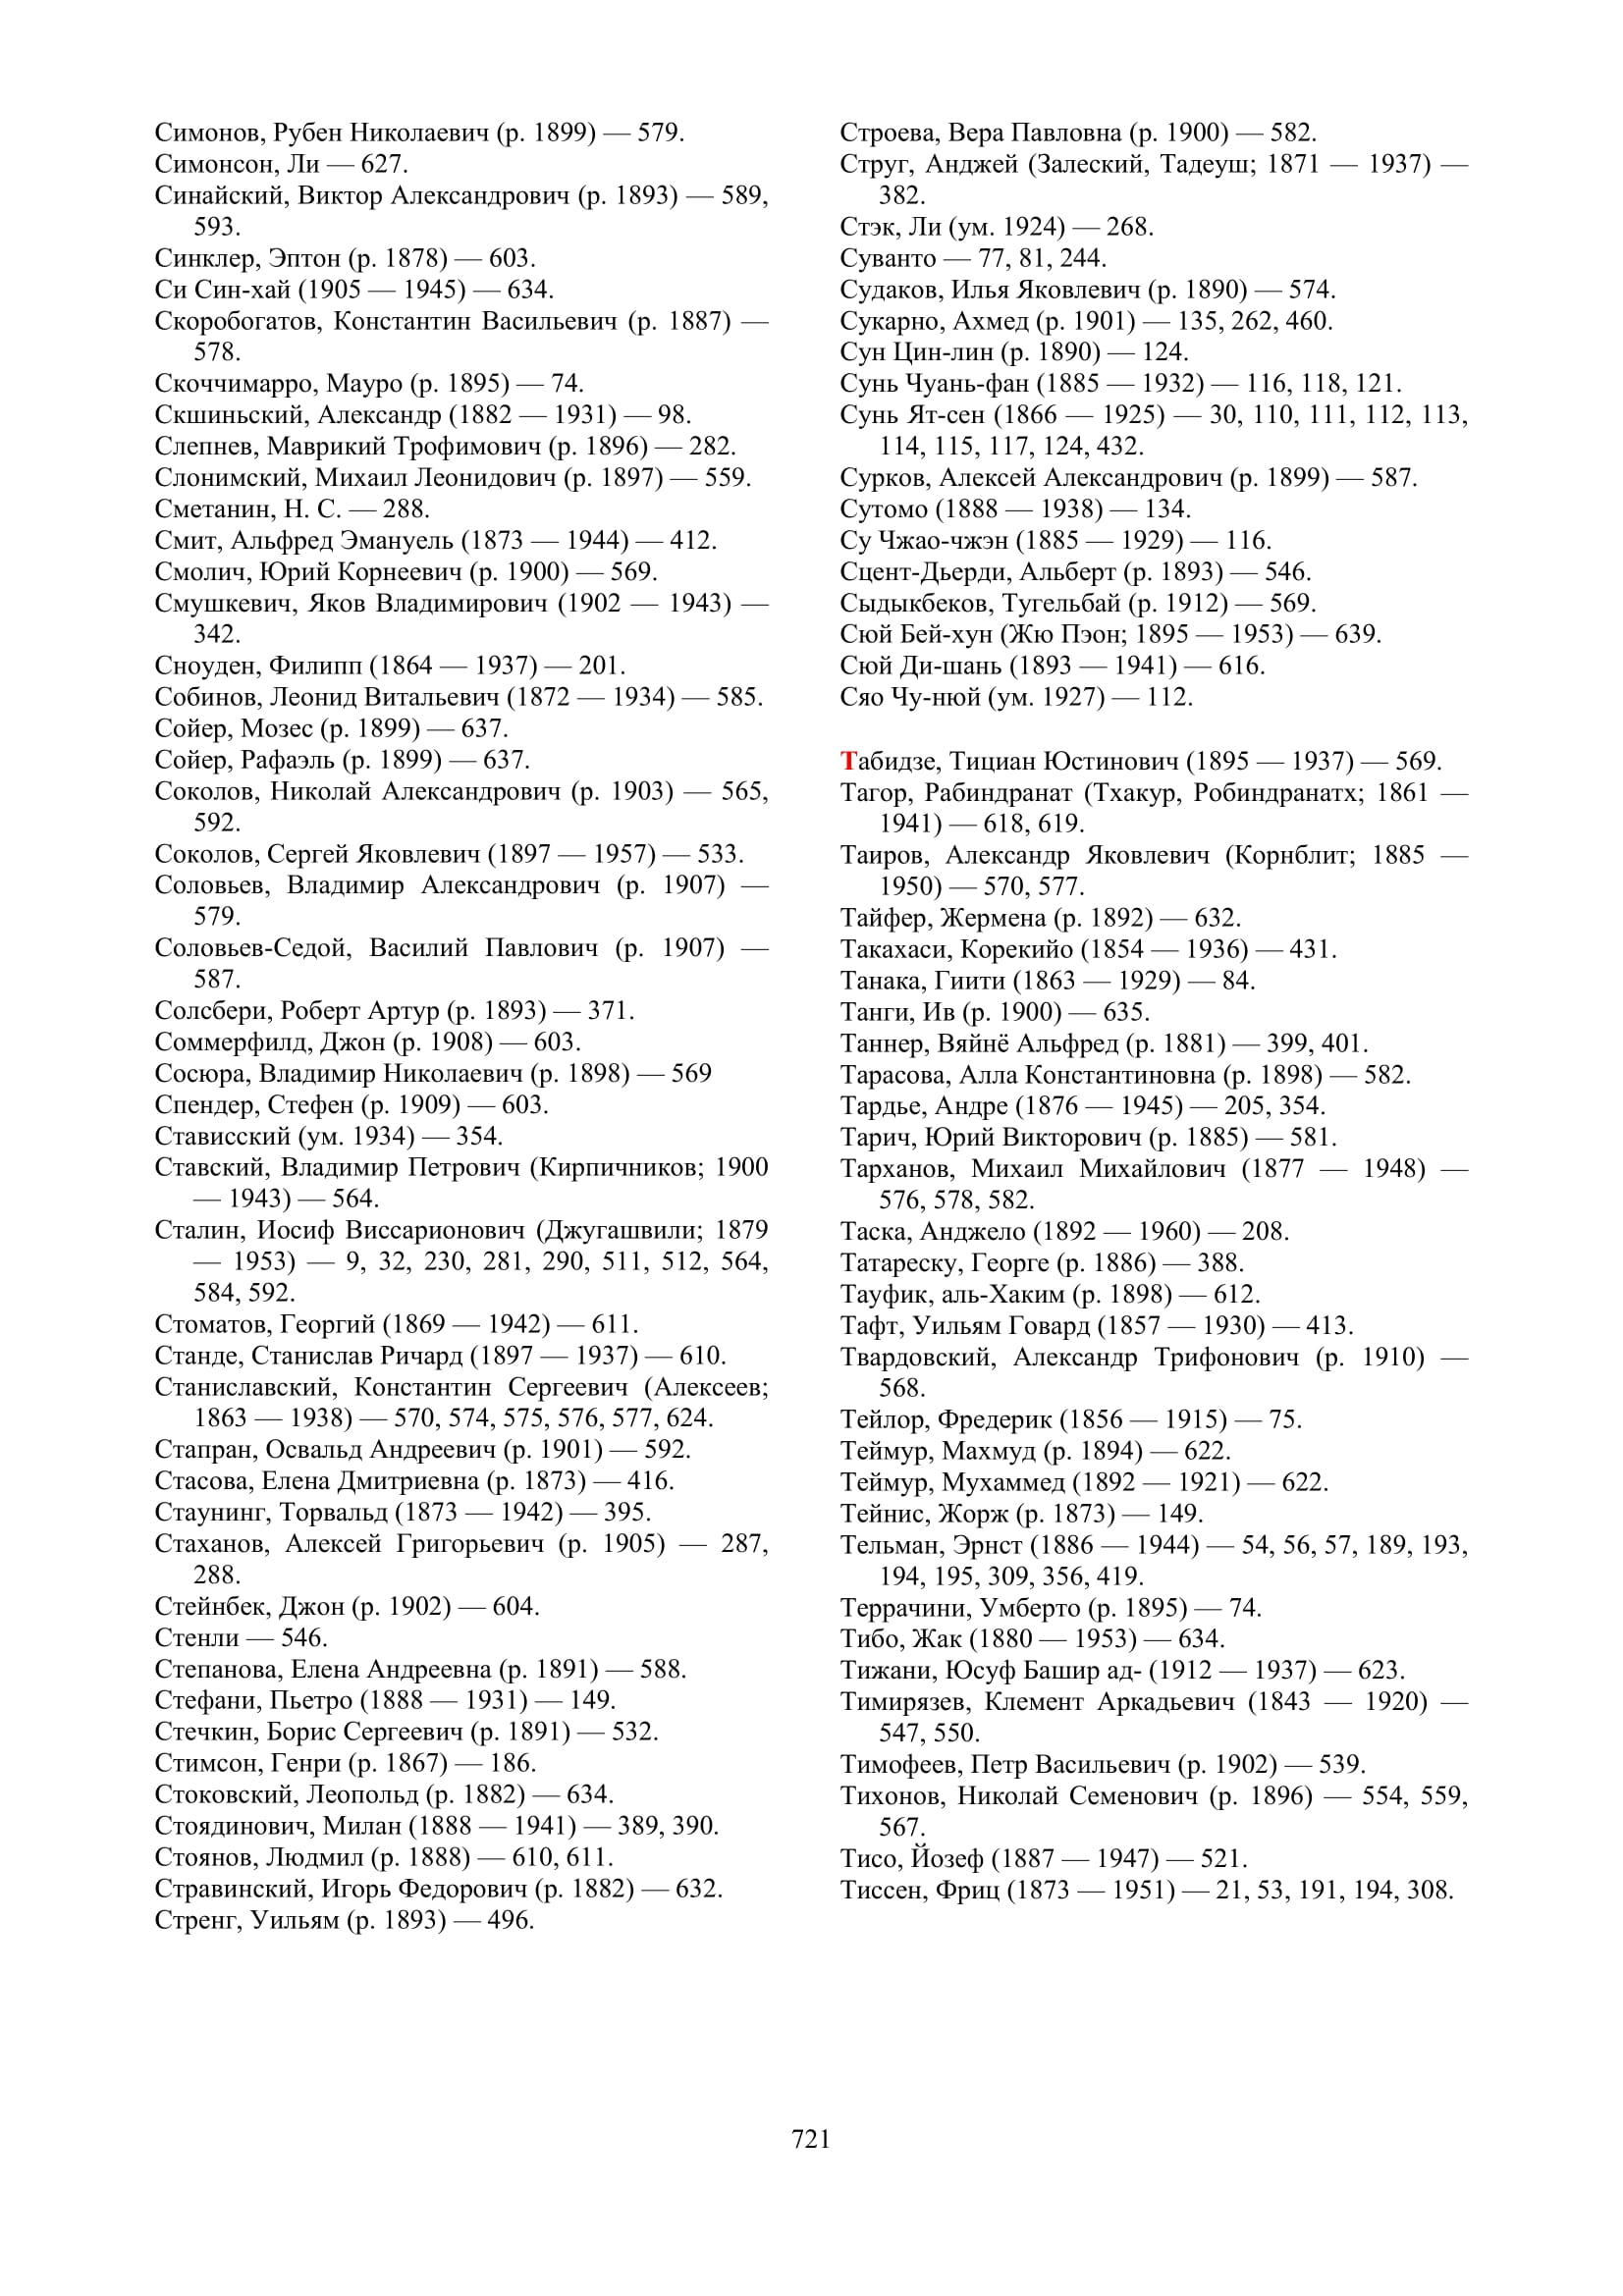 Симонов, Рубен Николаевич (р. 1899) — 579.
Симонсон, Ли — 627.
Синайский, Виктор Александрович (р. 1893) — 589,
593.
Синклер, Эптон (р. 1878) — 603.
Си Син-хай (1905 — 1945) — 634.
Скоробогатов, Константин Васильевич (р. 1887) —
578.
Скоччимарро, Мауро (р. 1895) — 74.
Скшиньский, Александр (1882 — 1931) — 98.
Слепнев, Маврикий Трофимович (р. 1896) — 282.
Слонимский, Михаил Леонидович (р. 1897) — 559.
Сметанин, Н. С. — 288.
Смит, Альфред Эмануель (1873 — 1944) — 412.
Смолич, Юрий Корнеевич (р. 1900) — 569.
Смушкевич, Яков Владимирович (1902 — 1943) —
342.
Сноуден, Филипп (1864 — 1937) — 201.
Собинов, Леонид Витальевич (1872 — 1934) — 585.
Сойер, Мозес (р. 1899) — 637.
Сойер, Рафаэль (р. 1899) — 637.
Соколов, Николай Александрович (р. 1903) — 565,
592.
Соколов, Сергей Яковлевич (1897 — 1957) — 533.
Соловьев, Владимир Александрович (р. 1907) —
579.
Соловьев-Седой, Василий Павлович (р. 1907) —
587.
Солсбери, Роберт Артур (р. 1893) — 371.
Соммерфилд, Джон (р. 1908) — 603.
Сосюра, Владимир Николаевич (р. 1898) — 569
Спендер, Стефен (р. 1909) — 603.
Стависский (ум. 1934) — 354.
Ставский, Владимир Петрович (Кирпичников; 1900
— 1943) — 564.
Сталин, Иосиф Виссарионович (Джугашвили; 1879
— 1953) — 9, 32, 230, 281, 290, 511, 512, 564,
584, 592.
Стоматов, Георгий (1869 — 1942) — 611.
Станде, Станислав Ричард (1897 — 1937) — 610.
Станиславский, Константин Сергеевич (Алексеев;
1863 — 1938) — 570, 574, 575, 576, 577, 624.
Стапран, Освальд Андреевич (р. 1901) — 592.
Стасова, Елена Дмитриевна (р. 1873) — 416.
Стаунинг, Торвальд (1873 — 1942) — 395.
Стаханов, Алексей Григорьевич (р. 1905) — 287,
288.
Стейнбек, Джон (р. 1902) — 604.
Стенли — 546.
Степанова, Елена Андреевна (р. 1891) — 588.
Стефани, Пьетро (1888 — 1931) — 149.
Стечкин, Борис Сергеевич (р. 1891) — 532.
Стимсон, Генри (р. 1867) — 186.
Стоковский, Леопольд (р. 1882) — 634.
Стоядинович, Милан (1888 — 1941) — 389, 390.
Стоянов, Людмил (р. 1888) — 610, 611.
Стравинский, Игорь Федорович (р. 1882) — 632.
Стренг, Уильям (р. 1893) — 496.
Строева, Вера Павловна (р. 1900) — 582.
Струг, Анджей (Залеский, Тадеуш; 1871 — 1937) —
382.
Стэк, Ли (ум. 1924) — 268.
Суванто — 77, 81, 244.
Судаков, Илья Яковлевич (р. 1890) — 574.
Сукарно, Ахмед (р. 1901) — 135, 262, 460.
Сун Цин-лин (р. 1890) — 124.
Сунь Чуань-фан (1885 — 1932) — 116, 118, 121.
Сунь Ят-сен (1866 — 1925) — 30, 110, 111, 112, 113,
114, 115, 117, 124, 432.
Сурков, Алексей Александрович (р. 1899) — 587.
Сутомо (1888 — 1938) — 134.
Су Чжао-чжэн (1885 — 1929) — 116.
Сцент-Дьерди, Альберт (р. 1893) — 546.
Сыдыкбеков, Тугельбай (р. 1912) — 569.
Сюй Бей-хун (Жю Пэон; 1895 — 1953) — 639.
Сюй Ди-шань (1893 — 1941) — 616.
Сяо Чу-нюй (ум. 1927) — 112.
Табидзе, Тициан Юстинович (1895 — 1937) — 569.
Тагор, Рабиндранат (Тхакур, Робиндранатх; 1861 —
1941) — 618, 619.
Таиров, Александр Яковлевич (Корнблит; 1885 —
1950) — 570, 577.
Тайфер, Жермена (р. 1892) — 632.
Такахаси, Корекийо (1854 — 1936) — 431.
Танака, Гиити (1863 — 1929) — 84.
Танги, Ив (р. 1900) — 635.
Таннер, Вяйнё Альфред (р. 1881) — 399, 401.
Тарасова, Алла Константиновна (р. 1898) — 582.
Тардье, Андре (1876 — 1945) — 205, 354.
Тарич, Юрий Викторович (р. 1885) — 581.
Тарханов, Михаил Михайлович (1877 — 1948) —
576, 578, 582.
Таска, Анджело (1892 — 1960) — 208.
Татареску, Георге (р. 1886) — 388.
Тауфик, аль-Хаким (р. 1898) — 612.
Тафт, Уильям Говард (1857 — 1930) — 413.
Твардовский, Александр Трифонович (р. 1910) —
568.
Тейлор, Фредерик (1856 — 1915) — 75.
Теймур, Махмуд (р. 1894) — 622.
Теймур, Мухаммед (1892 — 1921) — 622.
Тейнис, Жорж (р. 1873) — 149.
Тельман, Эрнст (1886 — 1944) — 54, 56, 57, 189, 193,
194, 195, 309, 356, 419.
Террачини, Умберто (р. 1895) — 74.
Тибо, Жак (1880 — 1953) — 634.
Тижани, Юсуф Башир ад- (1912 — 1937) — 623.
Тимирязев, Клемент Аркадьевич (1843 — 1920) —
547, 550.
Тимофеев, Петр Васильевич (р. 1902) — 539.
Тихонов, Николай Семенович (р. 1896) — 554, 559,
567.
Тисо, Йозеф (1887 — 1947) — 521.
Тиссен, Фриц (1873 — 1951) — 21, 53, 191, 194, 308.
721